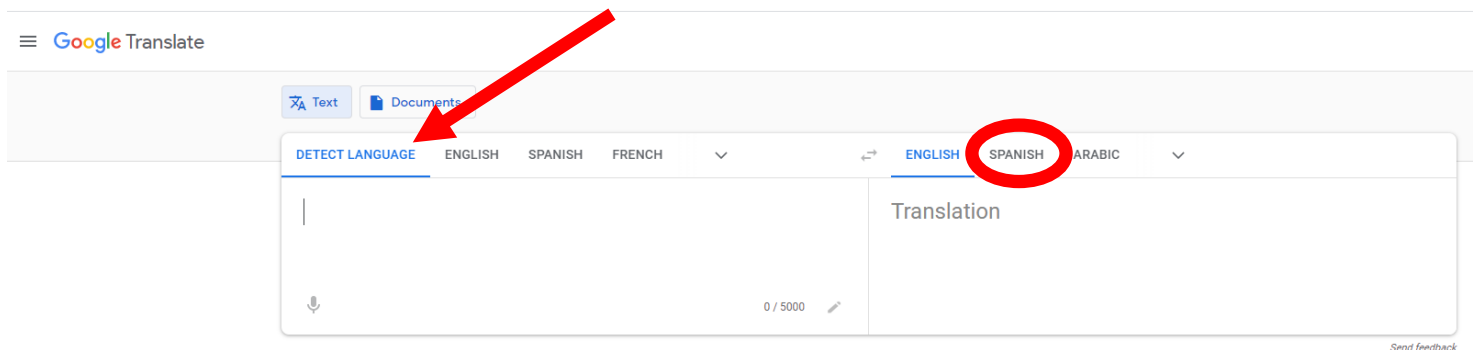 Google Translate
Text Documents
DETECT LANGUAGE ENGLISH SPANISH FRENCH ENGLISH SPANISH ARABIC
Translation
0 / 5000
Send feedback